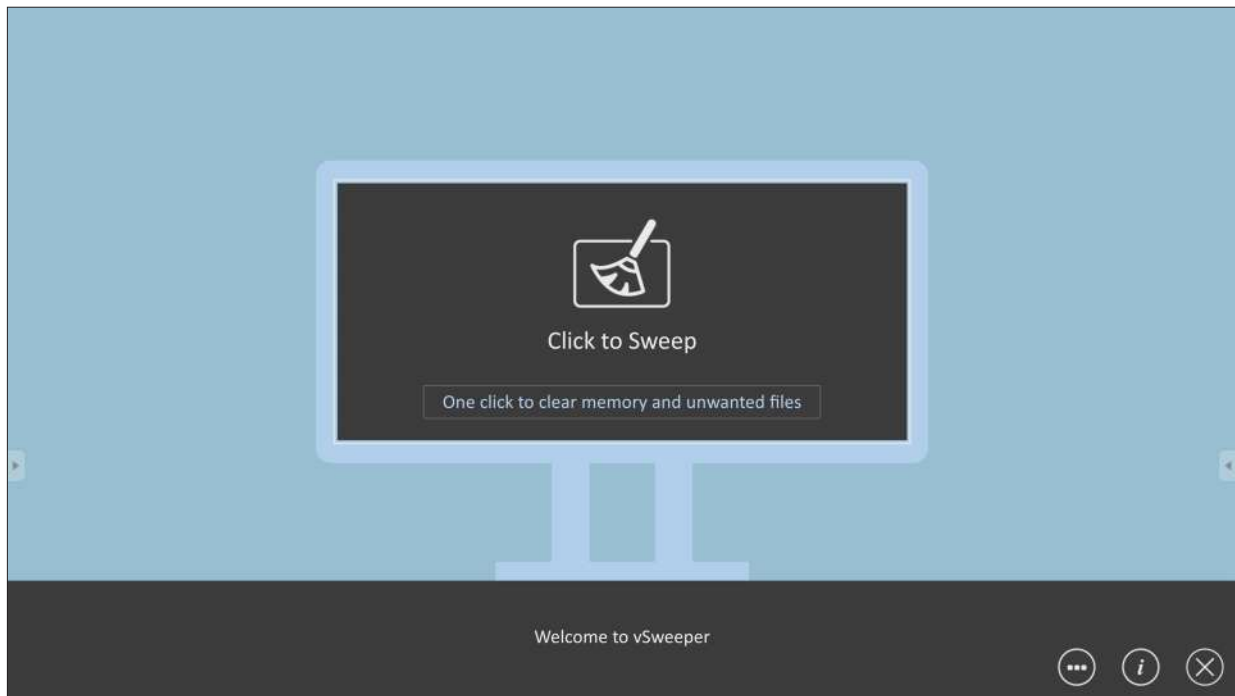 Click to Sweep
One click to clear memory and unwanted files
Welcome to vSweeper
i